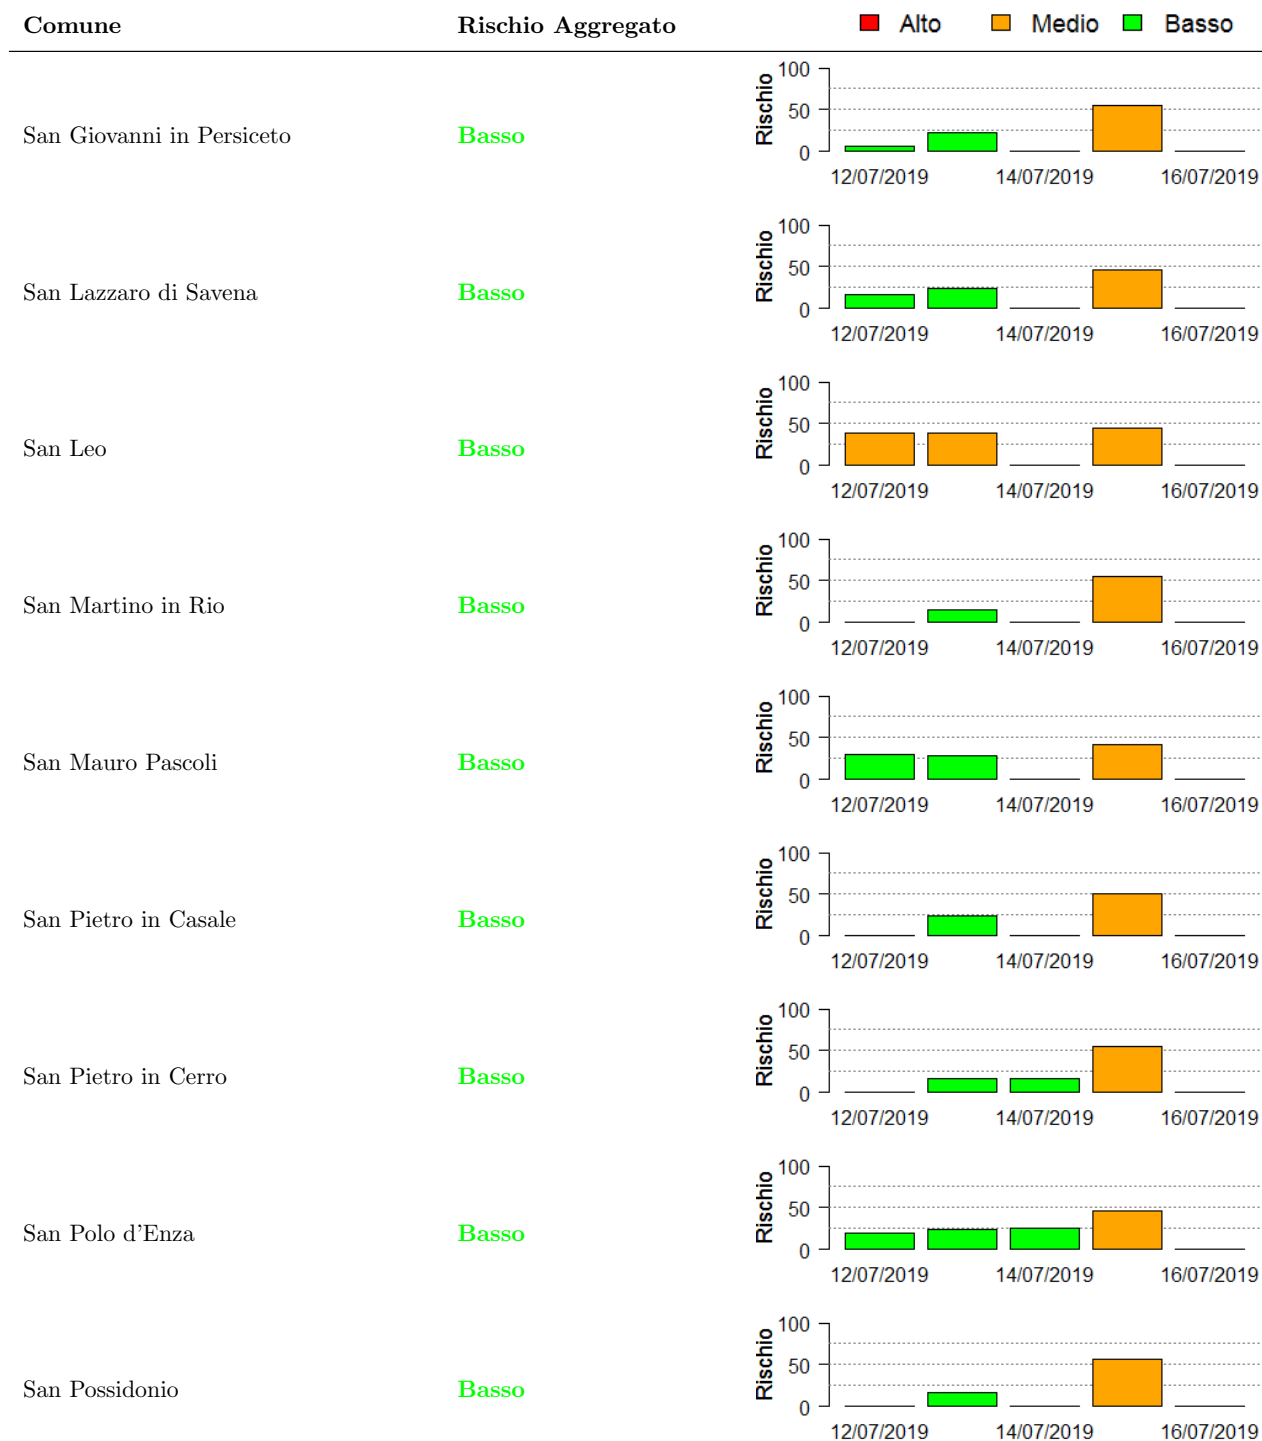 Comune Rischio Aggregato Alto Medio Basso
100
50
0
Rischio
San Giovanni in Persiceto Basso
12/07/2019 14/07/2019 16/07/2019
100
50
0
Rischio
San Lazzaro di Savena Basso
12/07/2019 14/07/2019 16/07/2019
100
50
0
Rischio
San Leo Basso
12/07/2019 14/07/2019 16/07/2019
100
50
0
Rischio
San Martino in Rio Basso
12/07/2019 14/07/2019 16/07/2019
100
50
0
Rischio
San Mauro Pascoli Basso
12/07/2019 14/07/2019 16/07/2019
100
50
0
Rischio
San Pietro in Casale Basso
12/07/2019 14/07/2019 16/07/2019
100
50
0
Rischio
San Pietro in Cerro Basso
12/07/2019 14/07/2019 16/07/2019
100
50
0
Rischio
San Polo d'Enza Basso
12/07/2019 14/07/2019 16/07/2019
100
50
0
Rischio
San Possidonio Basso
12/07/2019 14/07/2019 16/07/2019